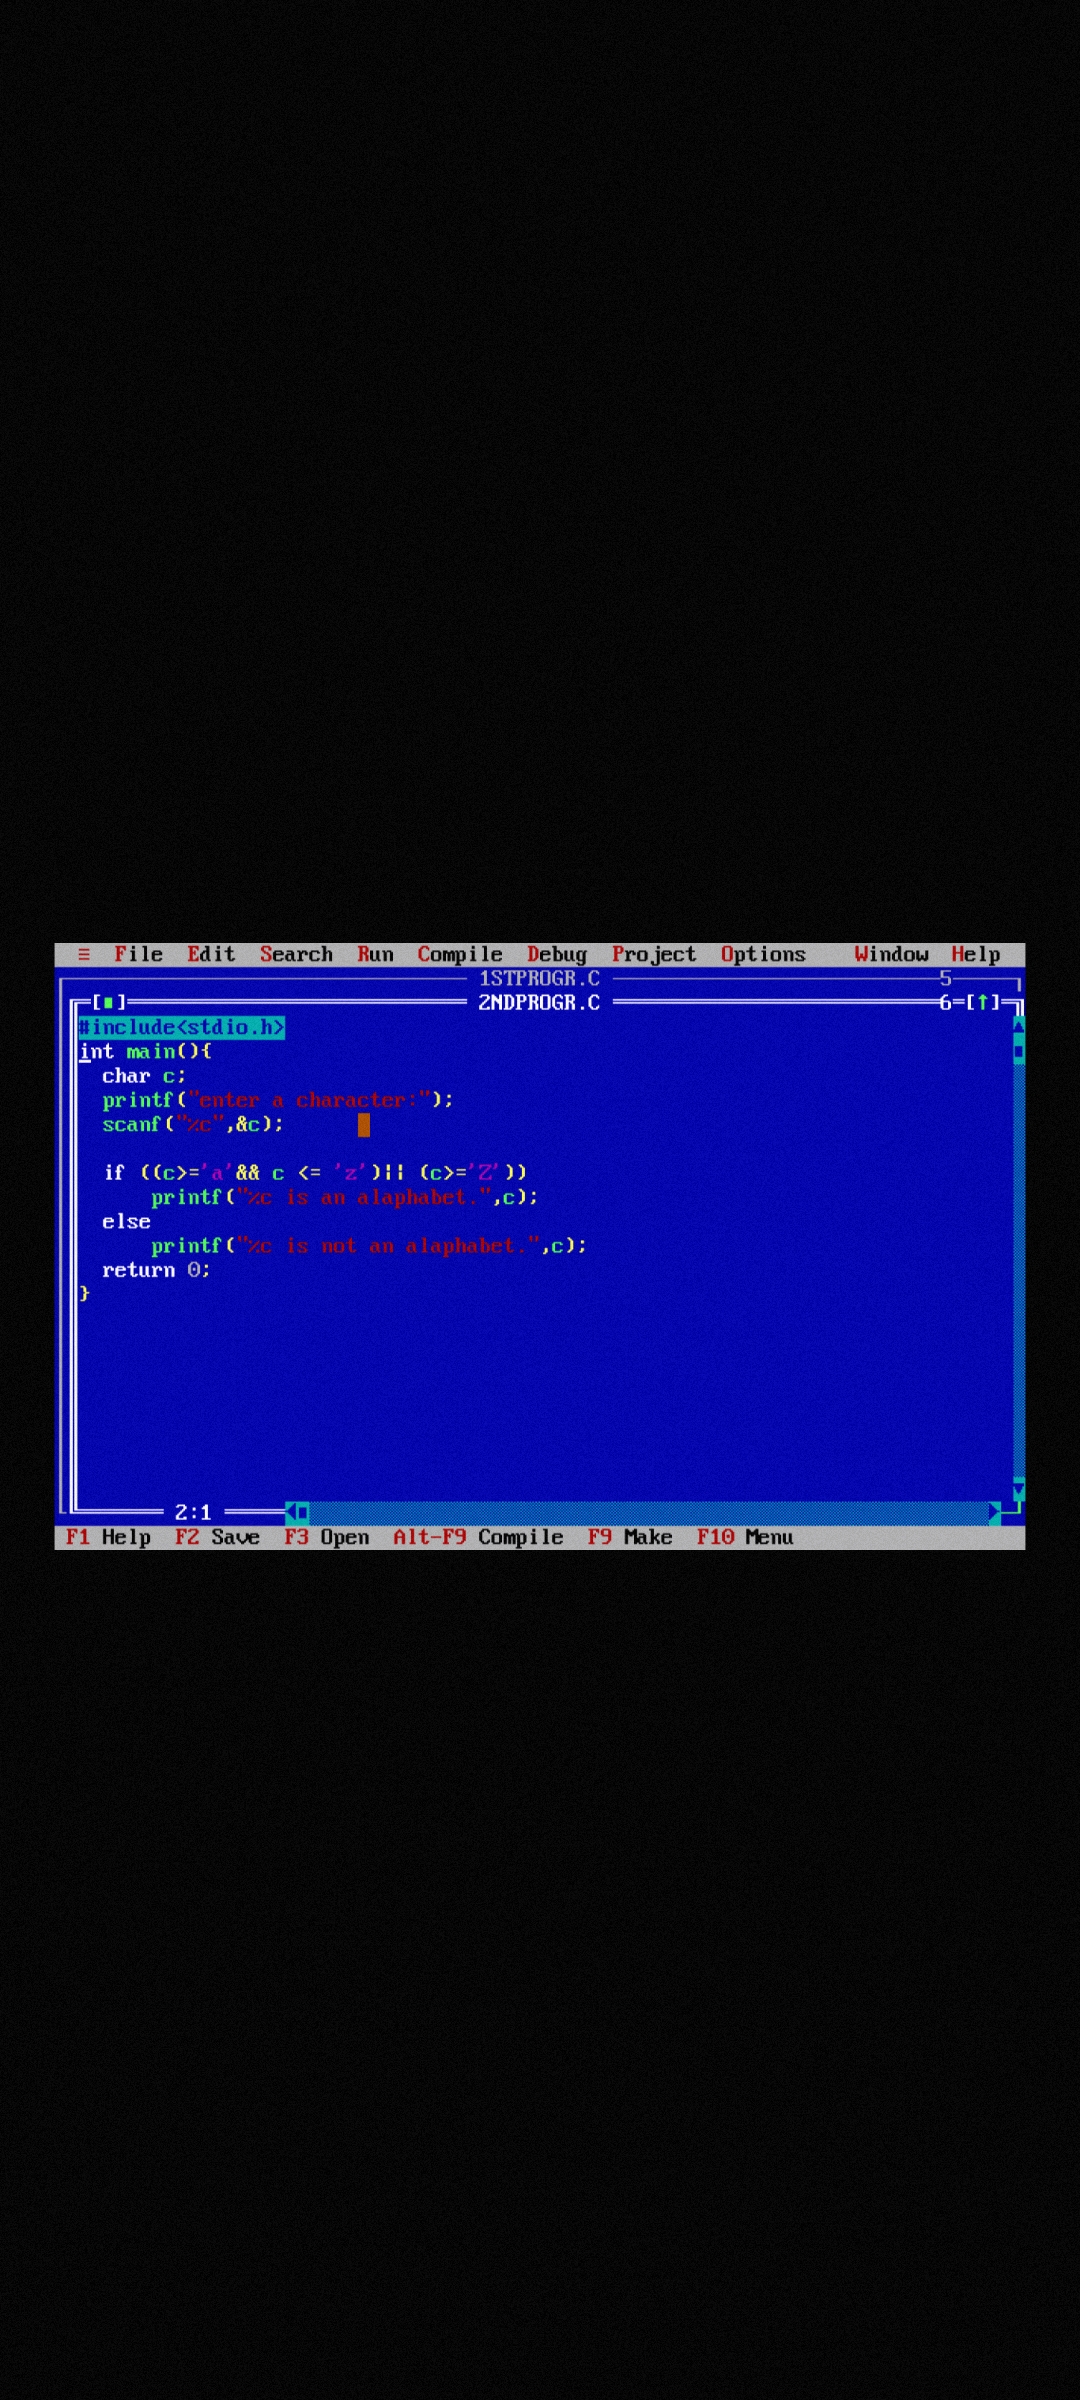 ≡ File Edit Search Run Compile Debug Project Options Window Help
1STPROGR.C 5
[■] 2NDPROGR.C 6=[↑]
#include<stdio.h>
int main(){
char c;
printf("enter a character:");
scanf("%c",&c);
if ((c>='a'&& c <= 'z')|| (c>='Z'))
printf("%c is an alaphabet.",c);
else
printf("%c is not an alaphabet.",c);
return 0;
}
2:1
F1 Help F2 Save F3 Open Alt-F9 Compile F9 Make F10 Menu